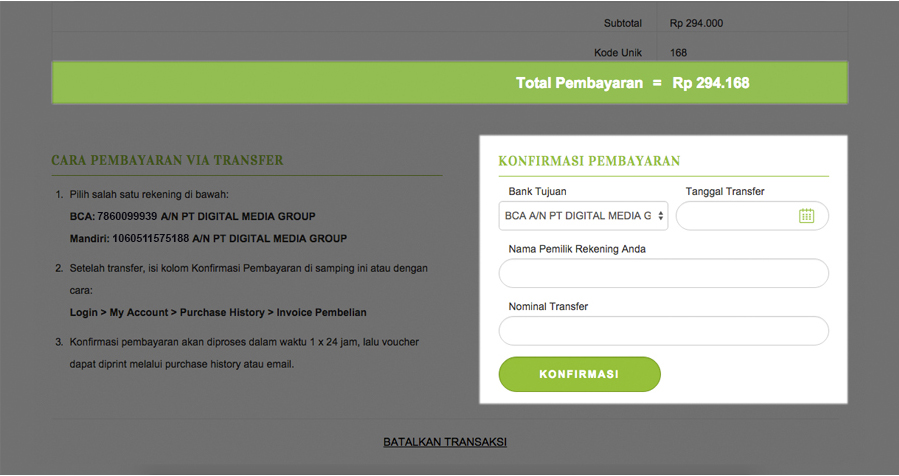 Subtotal Rp 294.000
Kode Unik 168
Total Pembayaran = Rp 294.168
CARA PEMBAYARAN VIA TRANSFER
1. Pilih salah satu rekening di bawah:
BCA: 7860099939 A/N PT DIGITAL MEDIA GROUP
Mandiri: 1060511575188 A/N PT DIGITAL MEDIA GROUP
2. Setelah transfer, isi kolom Konfirmasi Pembayaran di samping ini atau dengan
cara:
Login > My Account > Purchase History > Invoice Pembelian
3. Konfirmasi pembayaran akan diproses dalam waktu 1 x 24 jam, lalu voucher
dapat diprint melalui purchase history atau email.
KONFIRMASI PEMBAYARAN
Bank Tujuan Tanggal Transfer
BCA A/N PT DIGITAL MEDIA G
Nama Pemilik Rekening Anda
Nominal Transfer
KONFIRMASI
BATALKAN TRANSAKSI